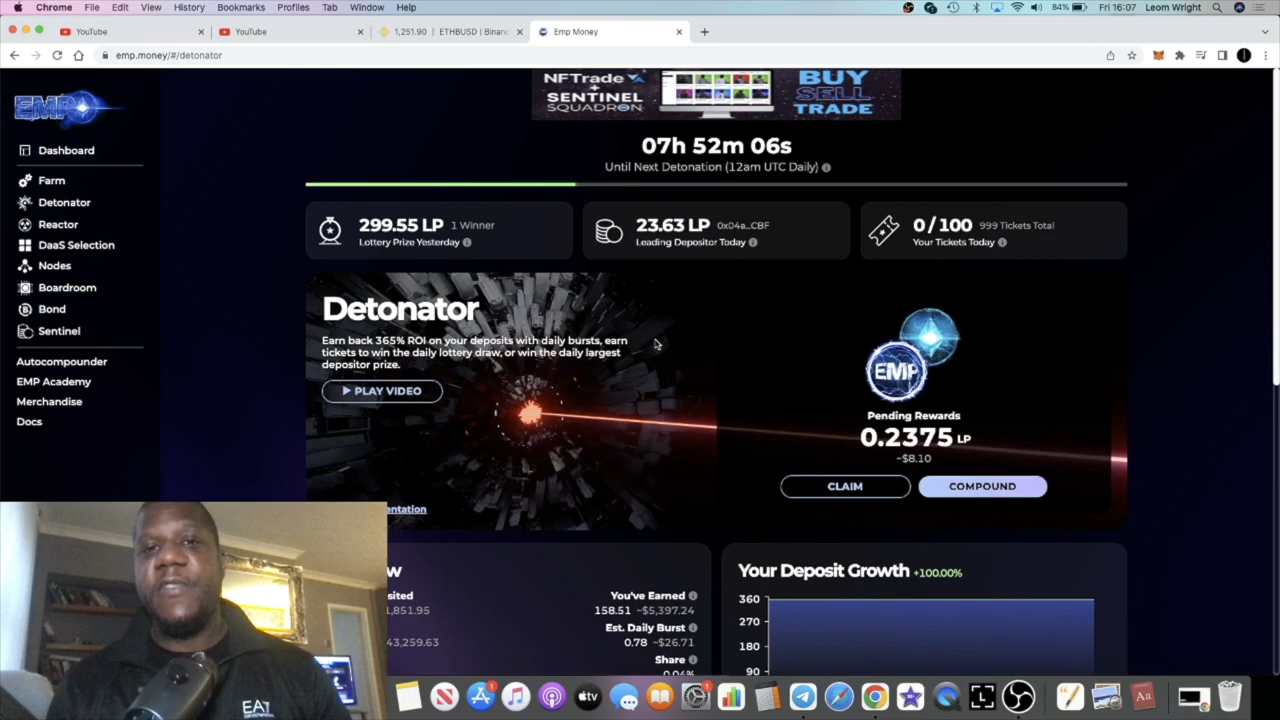 Chrome File Edit View History Bookmarks Profiles Tab Window Help
84% Fri 16:07 Leom Wright
YouTube
YouTube
1,251.90 | ETHBUSD | Binanc
Emp Money
emp.money/#/detonator
EMP
Dashboard
Farm
Detonator
Reactor
DaaS Selection
Nodes
Boardroom
Bond
Sentinel
Autocompounder
EMP Academy
Merchandise
Docs
NFTrade
+
SENTINEL
SQUADRON
BUY
SELL
TRADE
07h 52m 06s
Until Next Detonation (12am UTC Daily)
299.55 LP 1 Winner
Lottery Prize Yesterday
23.63 LP 0x04a...CBF
Leading Depositor Today
0 / 100 999 Tickets Total
Your Tickets Today
Detonator
Earn back 365% ROI on your deposits with daily bursts, earn
tickets to win the daily lottery draw, or win the daily largest
depositor prize.
PLAY VIDEO
entation
EMP
Pending Rewards
0.2375 LP
~$8.10
CLAIM
COMPOUND
w
sited
,851.95
43,259.63
You've Earned
158.51 ~$5,397.24
Est. Daily Burst
0.78 ~$26.71
Share
0.04%
Your Deposit Growth +100.00%
360
270
180
90
EAT
tv
Aa